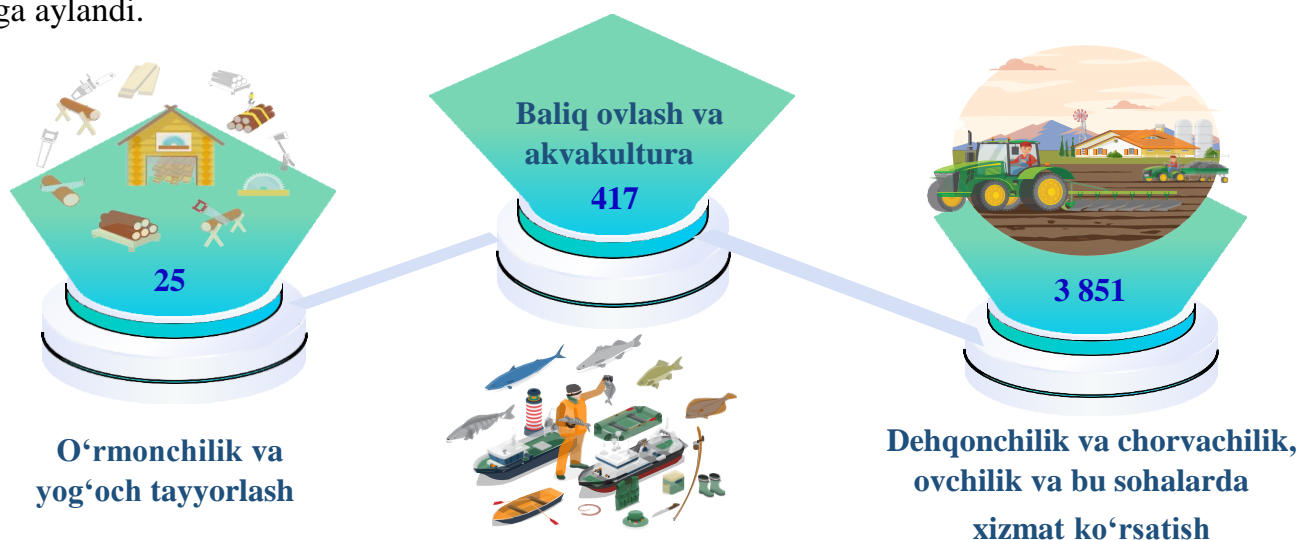 ga aylandi.
Baliq ovlash va
akvakultura
417
25
3 851
O‘rmonchilik va
yog‘och tayyorlash
Dehqonchilik va chorvachilik,
ovchilik va bu sohalarda
xizmat ko‘rsatish